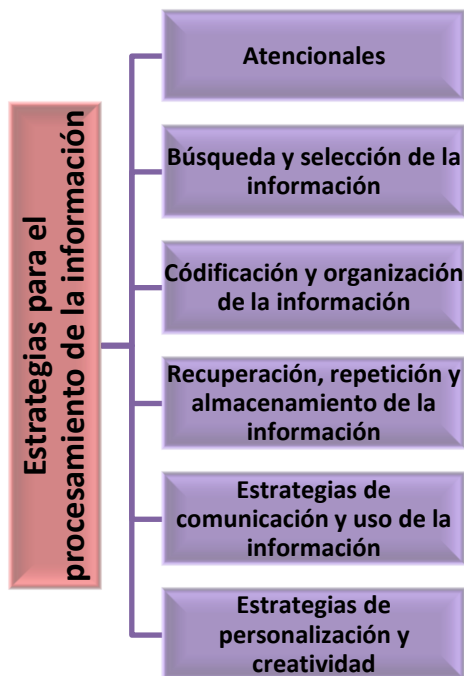 Estrategias para el
procesamiento de la información
Atencionales
Búsqueda y selección de la
información
Códificación y organización
de la información
Recuperación, repetición y
almacenamiento de la
información
Estrategias de
comunicación y uso de la
información
Estrategias de
personalización y
creatividad